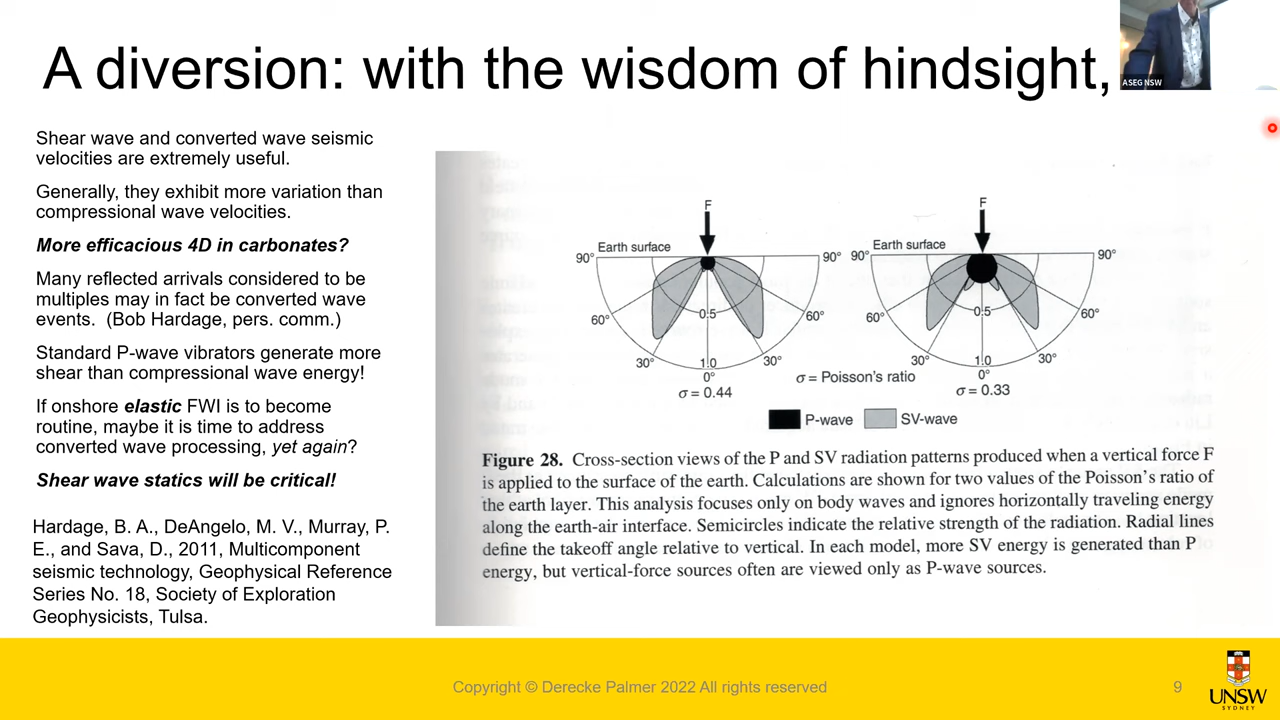 A diversion: with the wisdom of hindsight,
ASEG NSW
Shear wave and converted wave seismic
velocities are extremely useful.
Generally, they exhibit more variation than
compressional wave velocities.
More efficacious 4D in carbonates?
Many reflected arrivals considered to be
multiples may in fact be converted wave
events. (Bob Hardage, pers. comm.)
Standard P-wave vibrators generate more
shear than compressional wave energy!
If onshore elastic FWI is to become
routine, maybe it is time to address
converted wave processing, yet again?
Shear wave statics will be critical!
Hardage, B. A., DeAngelo, M. V., Murray, P.
E., and Sava, D., 2011, Multicomponent
seismic technology, Geophysical Reference
Series No. 18, Society of Exploration
Geophysicists, Tulsa.
F
Earth surface
90° 90°
60° 60°
0.5
30° 30°
1.0
0°
σ = 0.44
F
Earth surface
90° 90°
60° 60°
0.5
30° 30°
1.0
0°
σ = 0.33
σ = Poisson's ratio
P-wave SV-wave
Figure 28. Cross-section views of the P and SV radiation patterns produced when a vertical force F
is applied to the surface of the earth. Calculations are shown for two values of the Poisson's ratio of
the earth layer. This analysis focuses only on body waves and ignores horizontally traveling energy
along the earth-air interface. Semicircles indicate the relative strength of the radiation. Radial lines
define the takeoff angle relative to vertical. In each model, more SV energy is generated than P
energy, but vertical-force sources often are viewed only as P-wave sources.
Copyright © Derecke Palmer 2022 All rights reserved
9
UNSW
SYDNEY